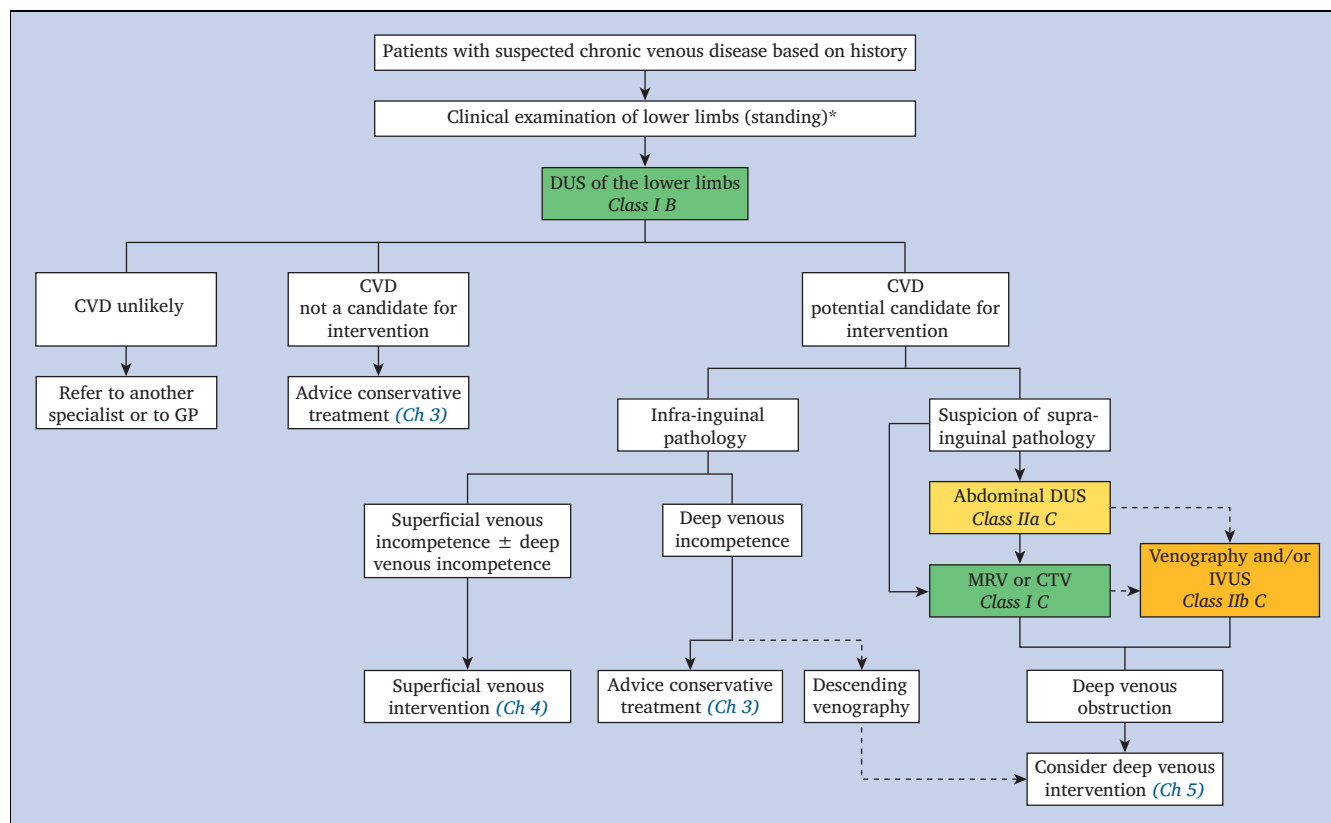 Patients with suspected chronic venous disease based on history
Clinical examination of lower limbs (standing)*
DUS of the lower limbs
Class I B
CVD unlikely
CVD
not a candidate for
intervention
CVD
potential candidate for
intervention
Refer to another
specialist or to GP
Advice conservative
treatment (Ch 3)
Infra-inguinal
pathology
Suspicion of supra-
inguinal pathology
Superficial venous
incompetence ± deep
venous incompetence
Deep venous
incompetence
Abdominal DUS
Class IIa C
MRV or CTV
Class I C
Venography and/or
IVUS
Class IIb C
Superficial venous
intervention (Ch 4)
Advice conservative
treatment (Ch 3)
Descending
venography
Deep venous
obstruction
Consider deep venous
intervention (Ch 5)